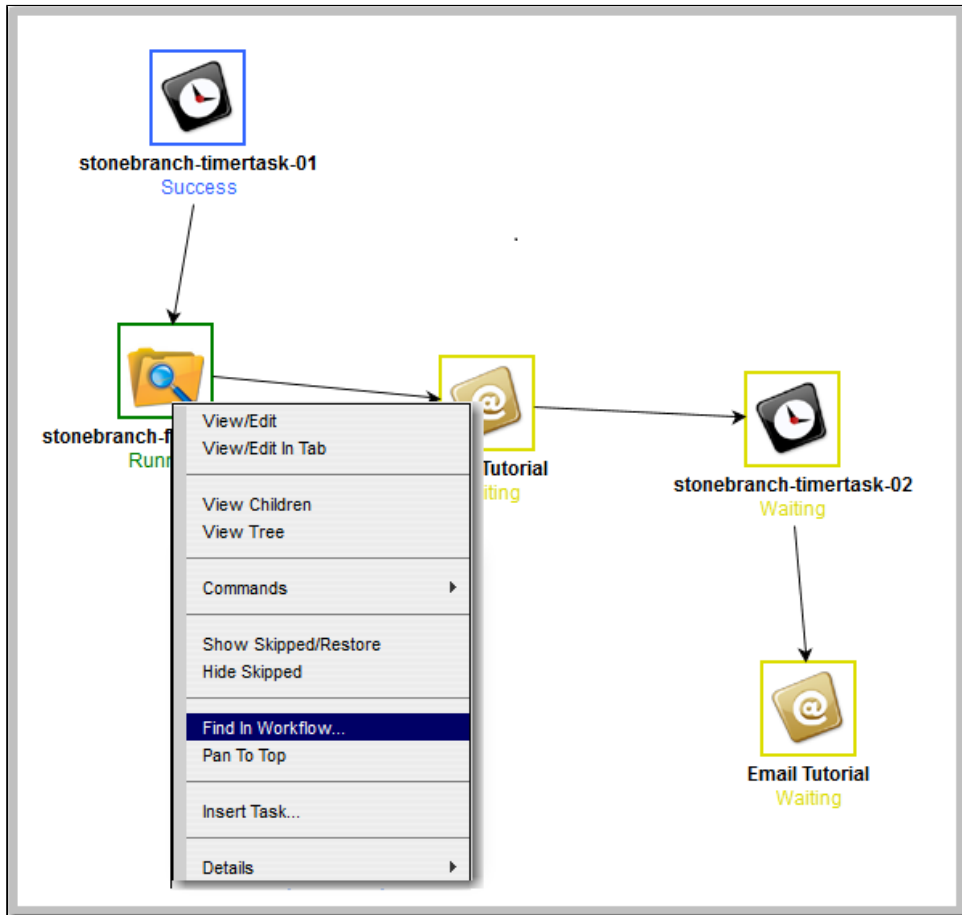 stonebranch-timertask-01
Success
stonebranch-f
Runn
Tutorial
iting
stonebranch-timertask-02
Waiting
Email Tutorial
Waiting
View/Edit
View/Edit In Tab
View Children
View Tree
Commands
Show Skipped/Restore
Hide Skipped
Find In Workflow...
Pan To Top
Insert Task...
Details